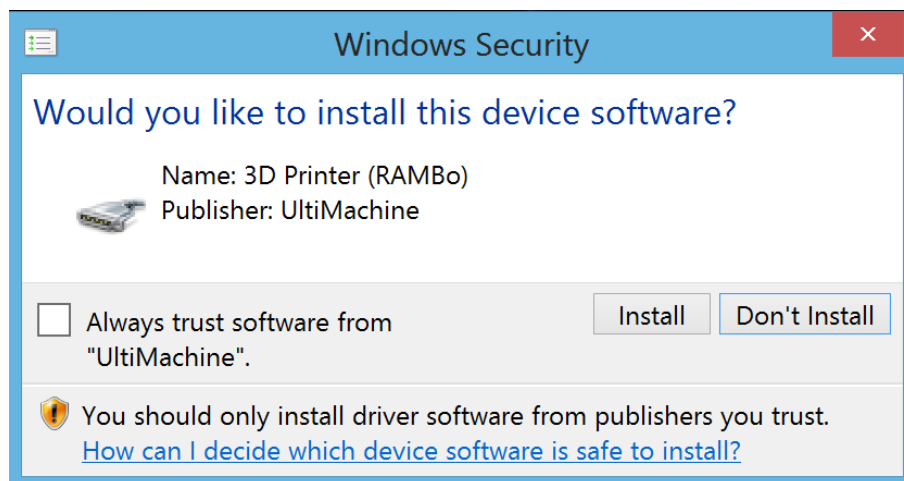 Windows Security
Would you like to install this device software?
Name: 3D Printer (RAMBo)
Publisher: UltiMachine
Always trust software from
"UltiMachine".
Install
Don't Install
You should only install driver software from publishers you trust.
How can I decide which device software is safe to install?